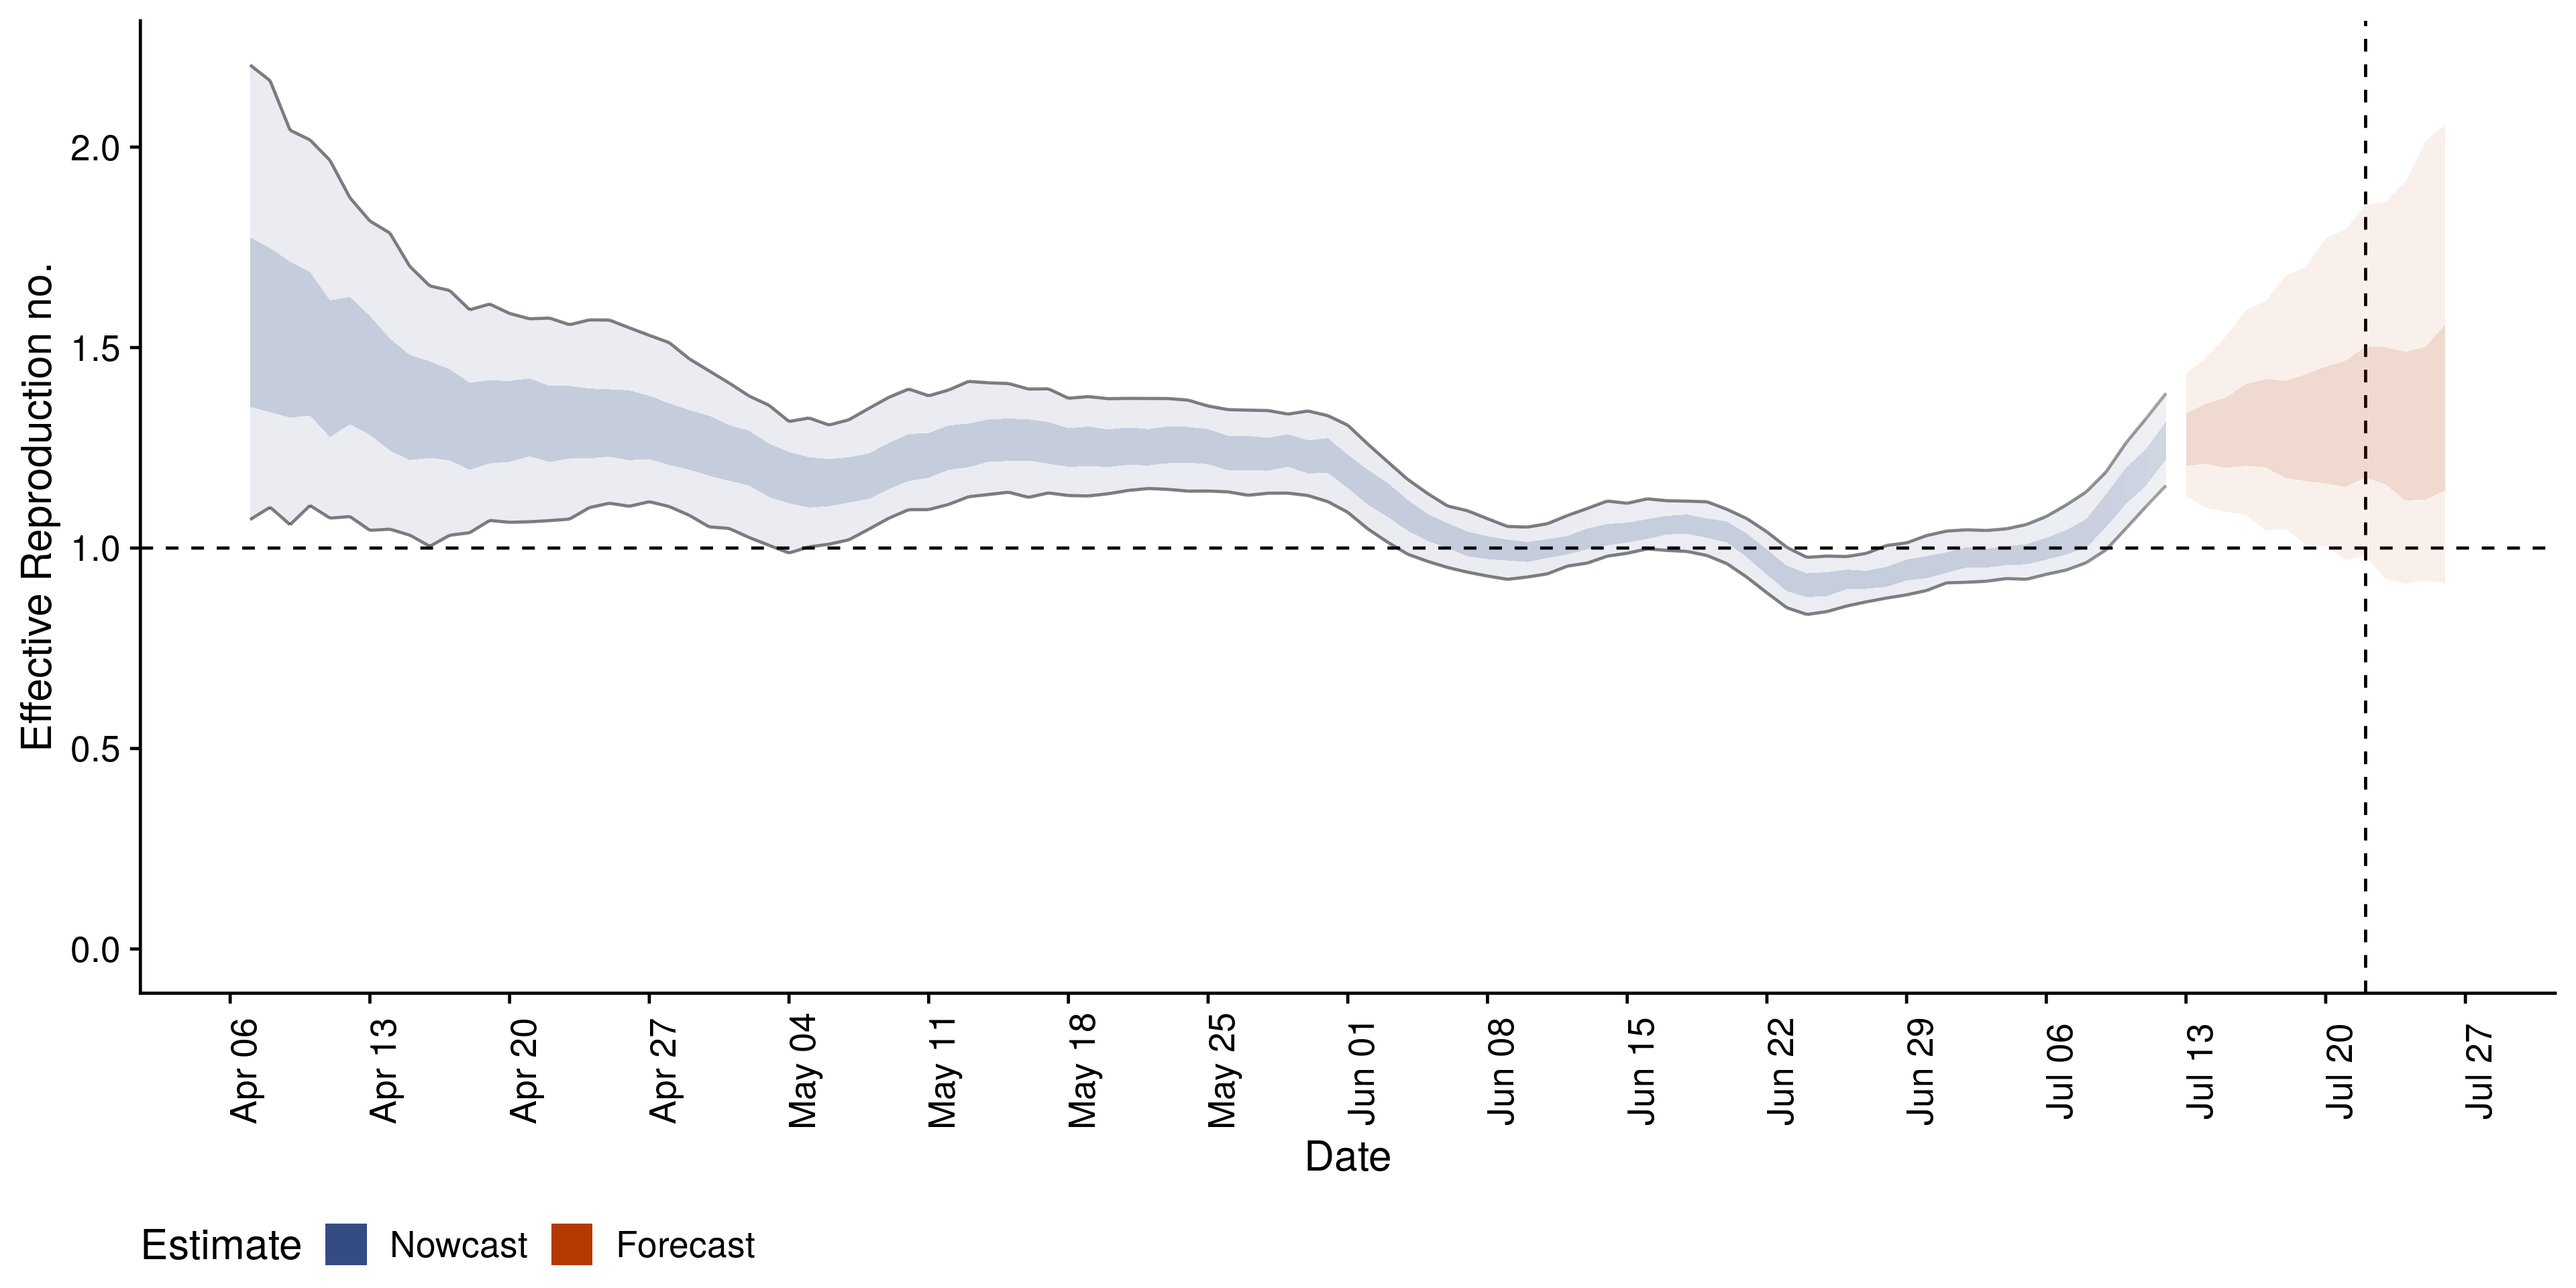 Effective Reproduction no.
2.0
1.5
1.0
0.5
0.0
Apr 06
Apr 13
Apr 20
Apr 27
May 04
May 11
May 18
May 25
Jun 01
Jun 08
Jun 15
Jun 22
Jun 29
Jul 06
Jul 13
Jul 20
Jul 27
Date
Estimate Nowcast Forecast